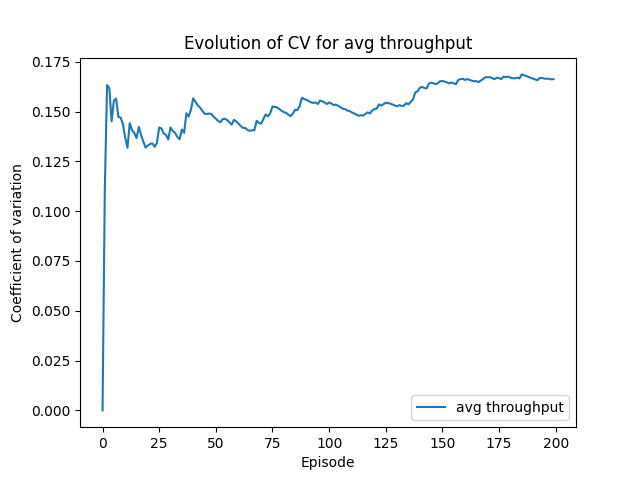 Evolution of CV for avg throughput
Coefficient of variation
0.175
0.150
0.125
0.100
0.075
0.050
0.025
0.000
avg throughput
0 25 50 75 100 125 150 175 200
Episode